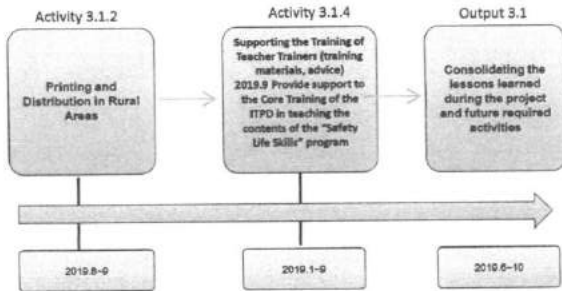 Activity 3.1.2
Activity 3.1.4
Output 3.1
Printing and
Distribution in Rural
Areas
Supporting the Training of
Teacher Trainers (training
materials, advice)
2019.9 Provide support to
the Core Training of the
ITPD in teaching the
contents of the "Safety
Life Skills" program
Consolidating the
lessons learned
during the project
and future required
activities
2019.8-9
2019.1-9
2019.6-10